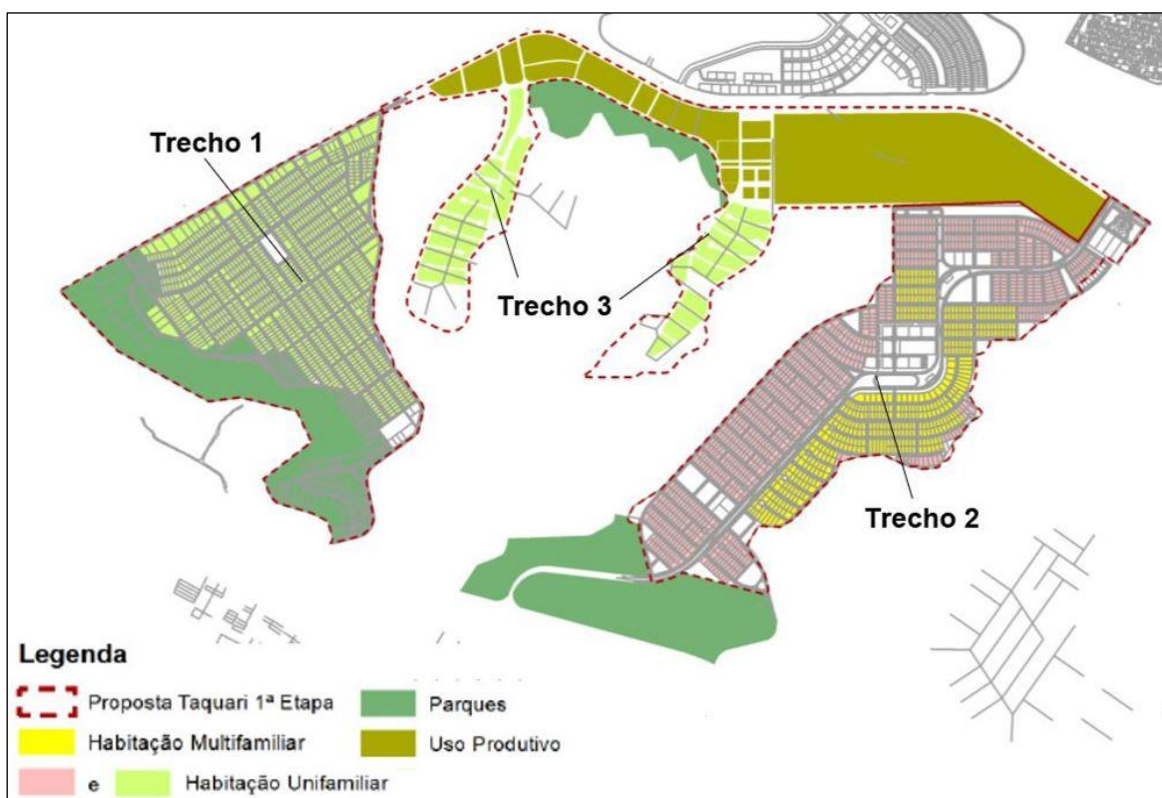 Trecho 1
Trecho 3
Trecho 2
Legenda
Proposta Taquari 1ª Etapa
Parques
Habitação Multifamiliar
Uso Produtivo
e
Habitação Unifamiliar